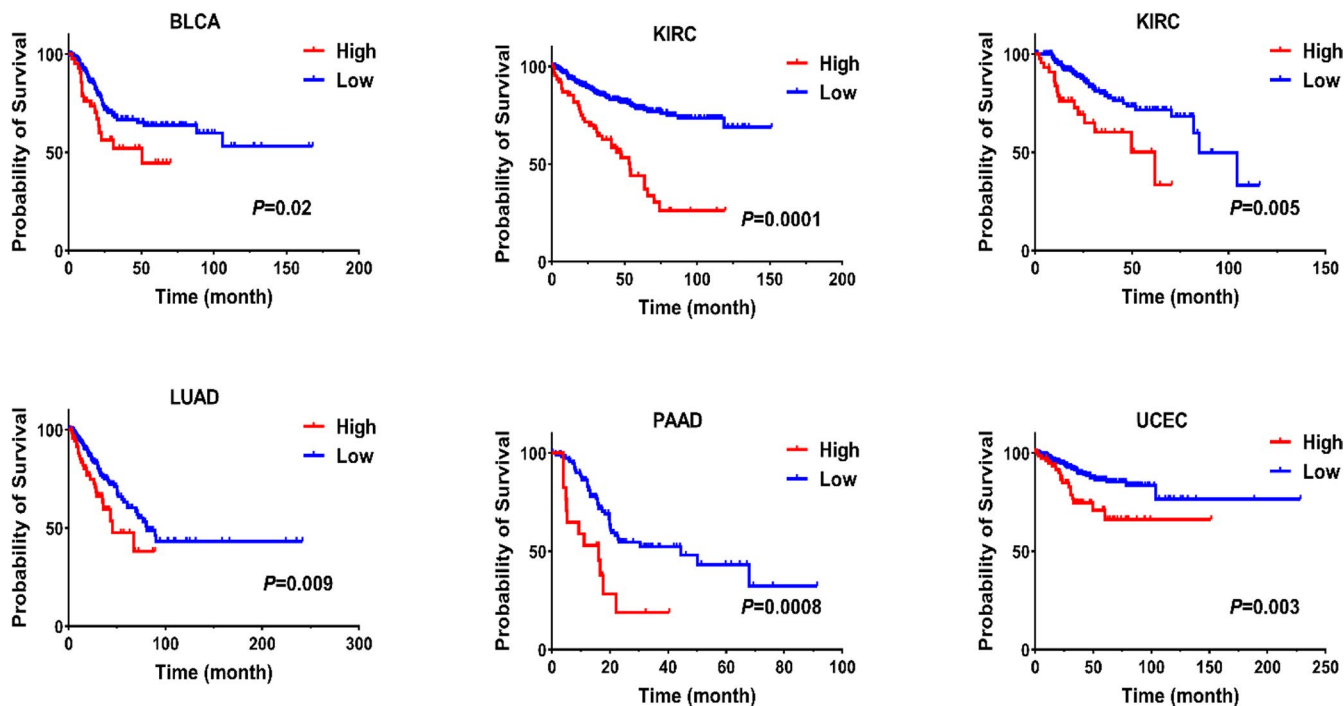 BLCA
High
Low
Probability of Survival
100
50
0
0 50 100 150 200
Time (month)
P=0.02
KIRC
High
Low
Probability of Survival
100
50
0
0 50 100 150 200
Time (month)
P=0.0001
KIRC
High
Low
Probability of Survival
100
50
0
0 50 100 150
Time (month)
P=0.005
LUAD
High
Low
Probability of Survival
100
50
0
0 100 200 300
Time (month)
P=0.009
PAAD
High
Low
Probability of Survival
100
50
0
0 20 40 60 80 100
Time (month)
P=0.0008
UCEC
High
Low
Probability of Survival
100
50
0
0 50 100 150 200 250
Time (month)
P=0.003